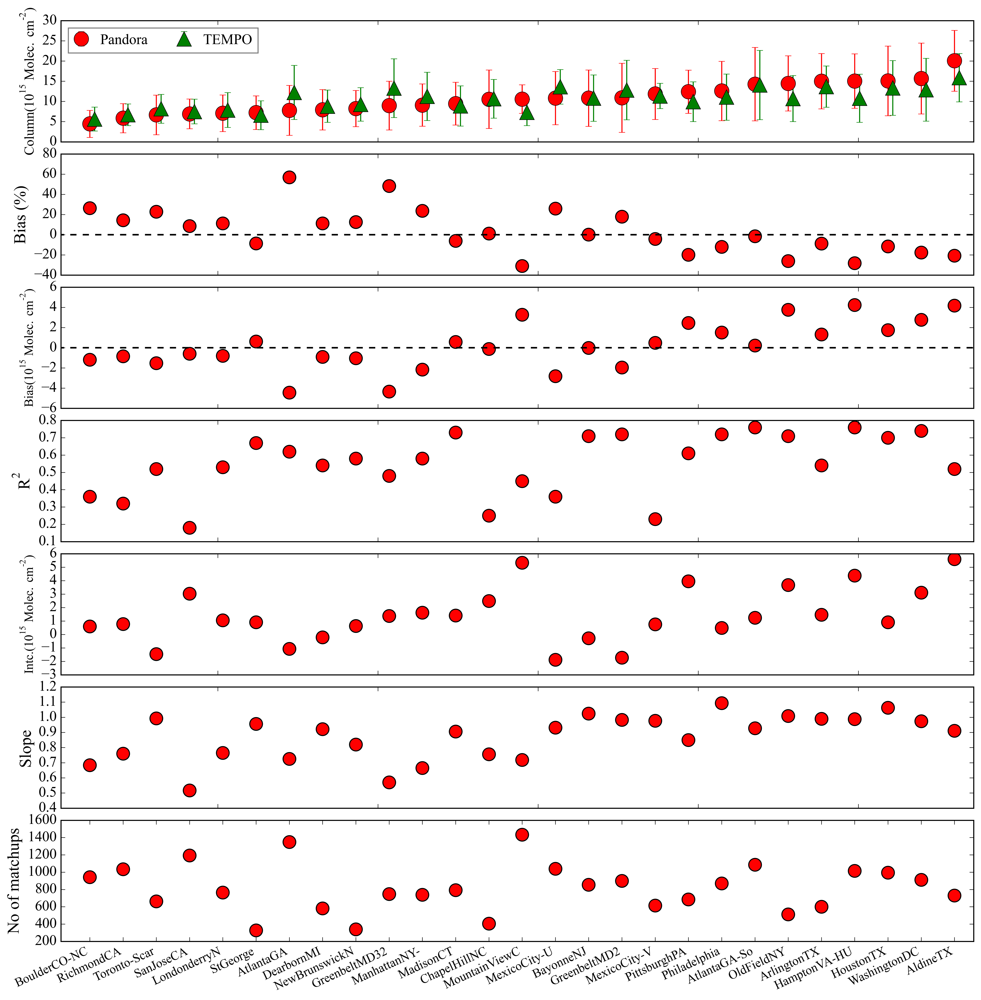 Column(10^15 Molec. cm^-2)
30
25
20
15
10
5
0
Pandora TEMPO
Bias (%)
80
60
40
20
0
−20
−40
Bias(10^15 Molec. cm^-2)
6
4
2
0
−2
−4
−6
R^2
0.8
0.7
0.6
0.5
0.4
0.3
0.2
0.1
Intc.(10^15 Molec. cm^-2)
6
5
4
3
2
1
0
−1
−2
−3
Slope
1.2
1.1
1.0
0.9
0.8
0.7
0.6
0.5
0.4
No of matchups
1600
1400
1200
1000
800
600
400
200
BoulderCO-NC
RichmondCA
Toronto-Scar
SanJoseCA
LondonderryN
StGeorge
AtlantaGA
DearbornMI
NewBrunswickN
GreenbeltMD32
ManhattanNY-
MadisonCT
ChapelHillNC
MountainViewC
MexicoCity-U
BayonneNJ
GreenbeltMD2
MexicoCity-V
PittsburghPA
Philadelphia
AtlantaGA-So
OldFieldNY
ArlingtonTX
HamptonVA-HU
HoustonTX
WashingtonDC
AldineTX